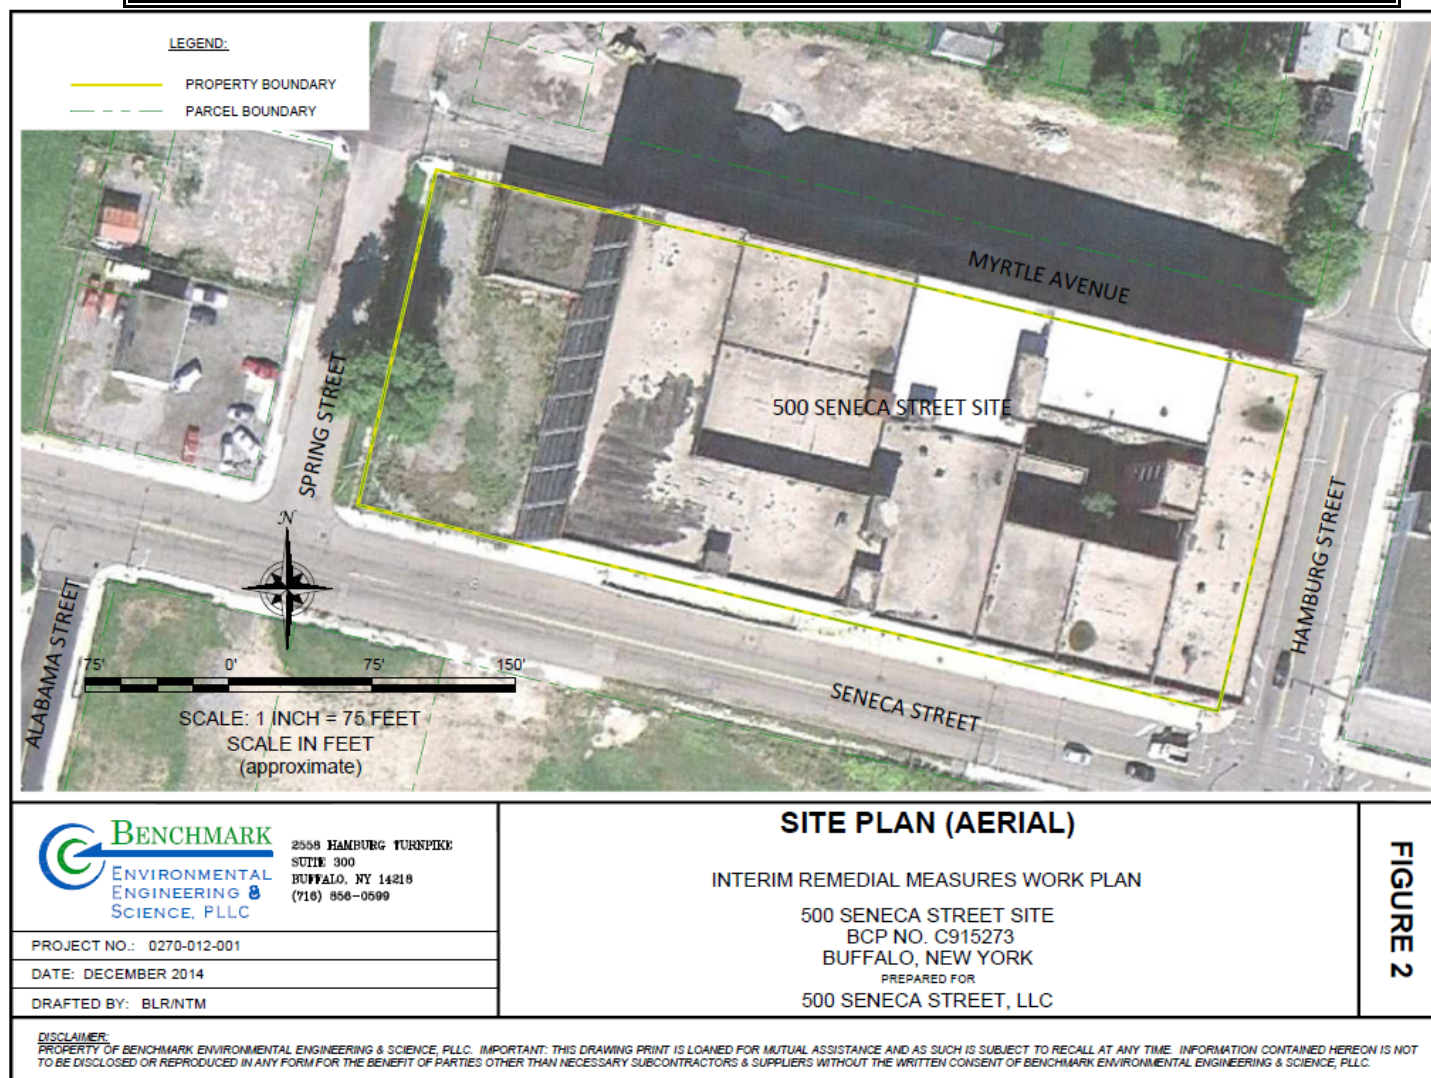 LEGEND:
PROPERTY BOUNDARY
PARCEL BOUNDARY
MYRTLE AVENUE
500 SENECA STREET SITE
SPRING STREET
HAMBURG STREET
N
ALABAMA STREET
SENECA STREET
75' 0' 75' 150'
SCALE: 1 INCH = 75 FEET
SCALE IN FEET
(approximate)
BENCHMARK
ENVIRONMENTAL
ENGINEERING &
SCIENCE, PLLC
2558 HAMBURG TURNPIKE
SUITE 300
BUFFALO, NY 14218
(716) 856-0599
PROJECT NO.: 0270-012-001
DATE: DECEMBER 2014
DRAFTED BY: BLR/NTM
SITE PLAN (AERIAL)
INTERIM REMEDIAL MEASURES WORK PLAN
500 SENECA STREET SITE
BCP NO. C915273
BUFFALO, NEW YORK
PREPARED FOR
500 SENECA STREET, LLC
FIGURE 2
DISCLAIMER:
PROPERTY OF BENCHMARK ENVIRONMENTAL ENGINEERING & SCIENCE, PLLC. IMPORTANT: THIS DRAWING PRINT IS LOANED FOR MUTUAL ASSISTANCE AND AS SUCH IS SUBJECT TO RECALL AT ANY TIME. INFORMATION CONTAINED HEREON IS NOT
TO BE DISCLOSED OR REPRODUCED IN ANY FORM FOR THE BENEFIT OF PARTIES OTHER THAN NECESSARY SUBCONTRACTORS & SUPPLIERS WITHOUT THE WRITTEN CONSENT OF BENCHMARK ENVIRONMENTAL ENGINEERING & SCIENCE, PLLC.